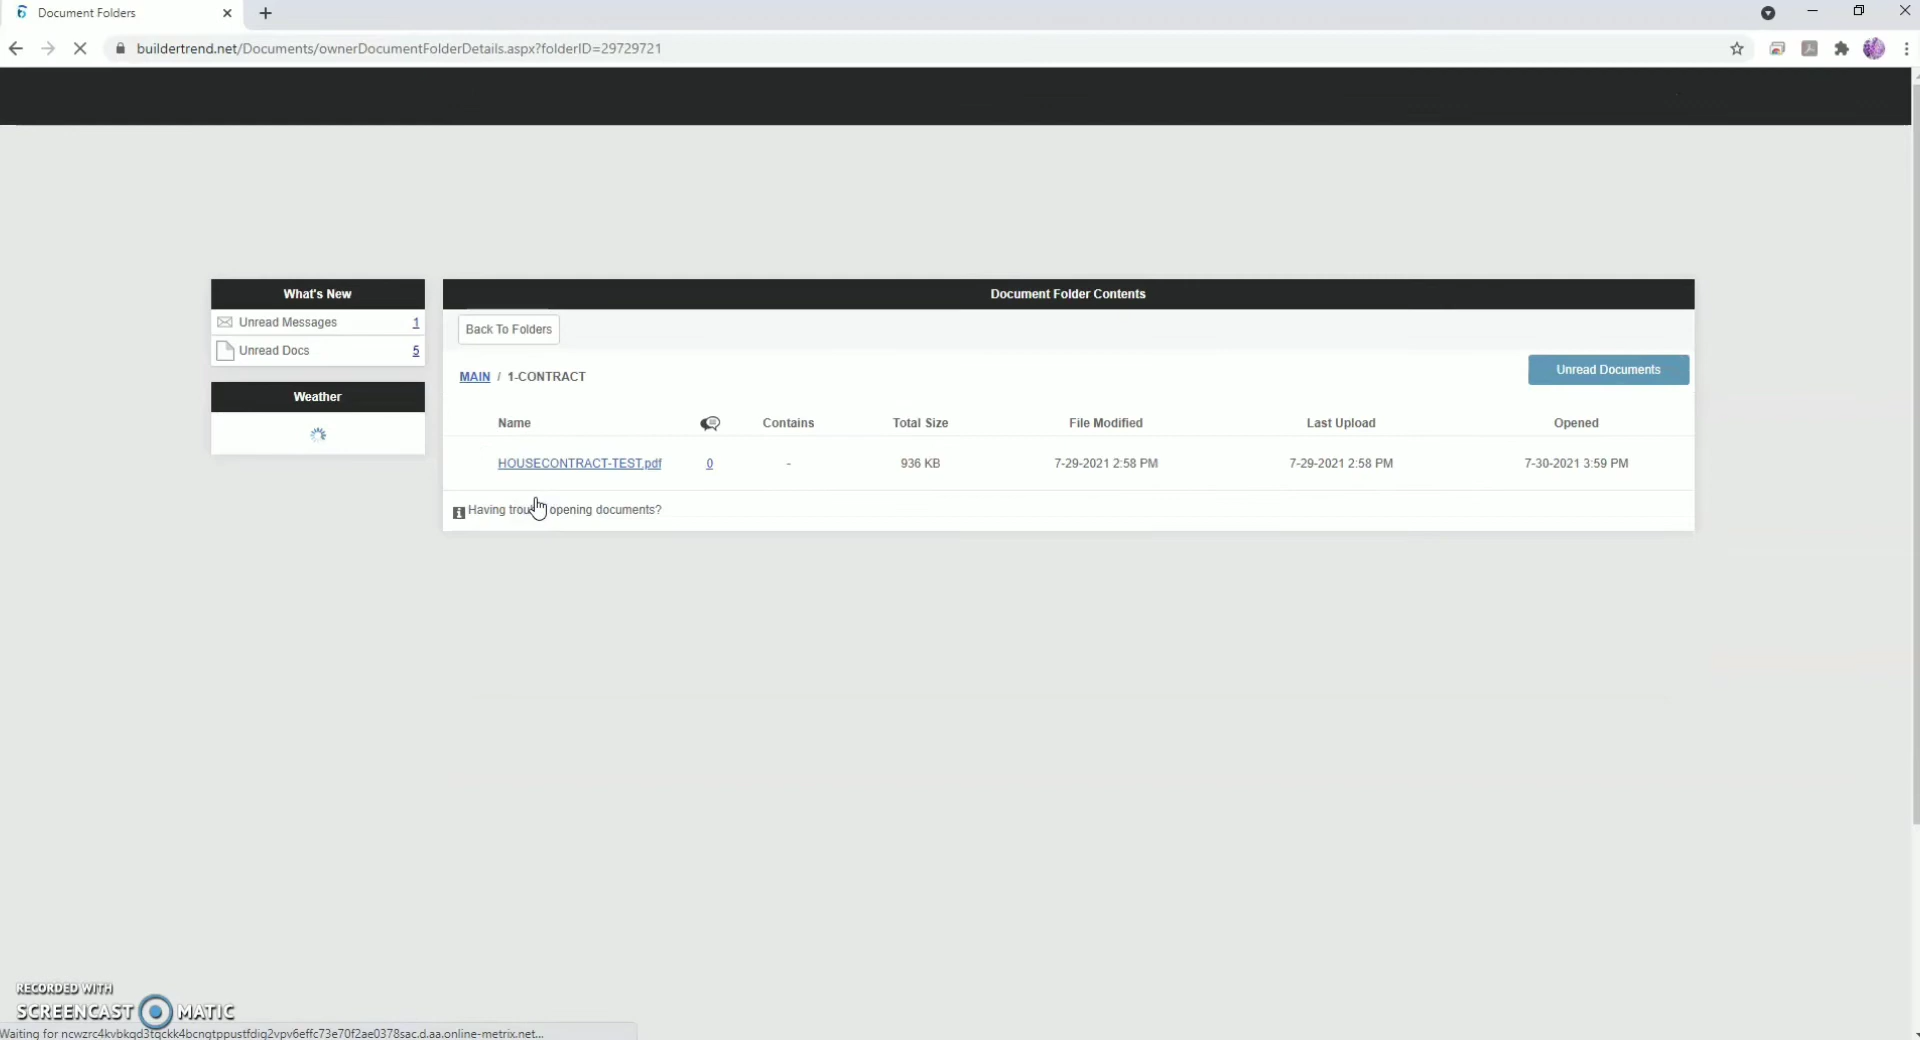 Document Folders
buildertrend.net/Documents/ownerDocumentFolderDetails.aspx?folderID=29729721
What's New
Unread Messages 1
Unread Docs 5
Weather
Document Folder Contents
Back To Folders
MAIN / 1-CONTRACT
Unread Documents
Name Contains Total Size File Modified Last Upload Opened
HOUSECONTRACT-TEST.pdf 0 - 936 KB 7-29-2021 2:58 PM 7-29-2021 2:58 PM 7-30-2021 3:59 PM
Having trou opening documents?
RECORDED WITH
SCREENCAST MATIC
Waiting for